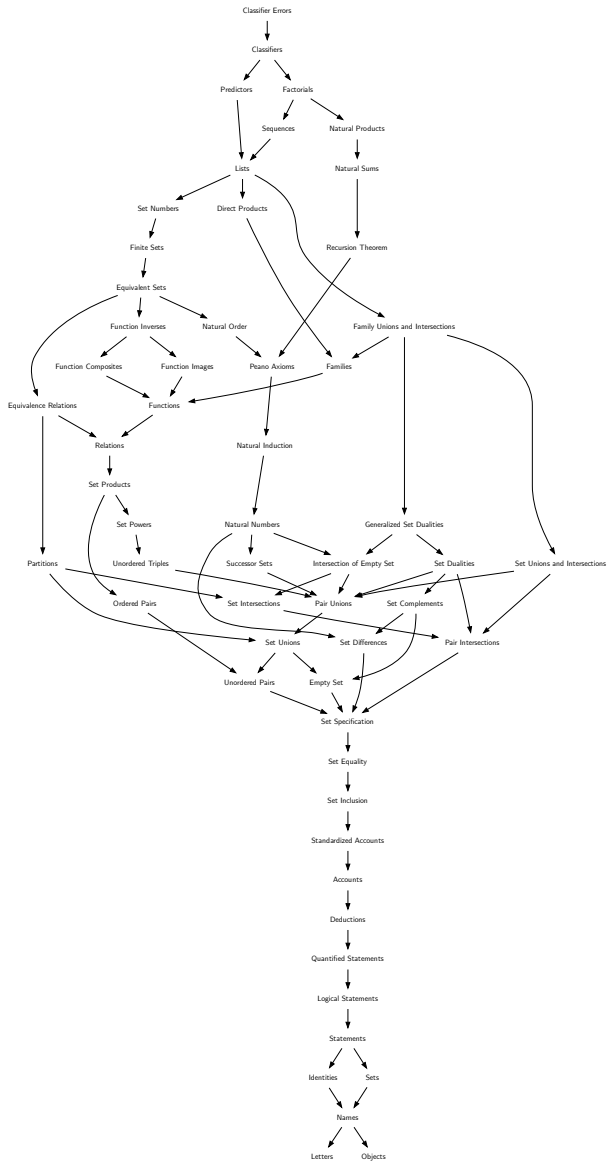 Classifier Errors
Classifiers
Predictors
Factorials
Sequences
Natural Products
Lists
Natural Sums
Set Numbers
Direct Products
Finite Sets
Recursion Theorem
Equivalent Sets
Function Inverses
Natural Order
Family Unions and Intersections
Function Composites
Function Images
Peano Axioms
Families
Equivalence Relations
Functions
Relations
Natural Induction
Set Products
Set Powers
Natural Numbers
Generalized Set Dualities
Partitions
Unordered Triples
Successor Sets
Intersection of Empty Set
Set Dualities
Set Unions and Intersections
Ordered Pairs
Set Intersections
Pair Unions
Set Complements
Set Unions
Set Differences
Pair Intersections
Unordered Pairs
Empty Set
Set Specification
Set Equality
Set Inclusion
Standardized Accounts
Accounts
Deductions
Quantified Statements
Logical Statements
Statements
Identities
Sets
Names
Letters
Objects